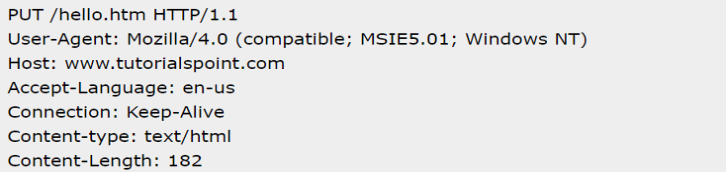 PUT /hello.htm HTTP/1.1
User-Agent: Mozilla/4.0 (compatible; MSIE5.01; Windows NT)
Host: www.tutorialspoint.com
Accept-Language: en-us
Connection: Keep-Alive
Content-type: text/html
Content-Length: 182